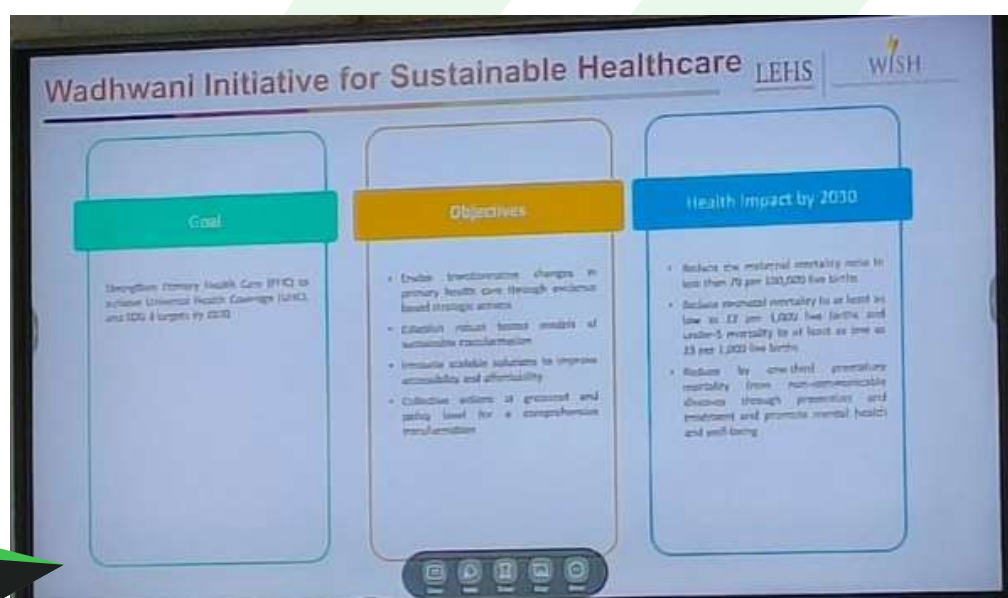 Wadhwani Initiative for Sustainable Healthcare
LEHS
WISH
Goal
Strengthen Primary Health Care (PHC) to
achieve Universal Health Coverage (UHC),
and SDG 3 targets by 2030
Objectives
• Enable transformative changes in
primary health care through evidence
based strategic actions
• Establish robust tested models of
sustainable transformation
• Innovate scalable solutions to improve
accessibility and affordability
• Collective actions at grassroot and
policy level for a comprehensive
transformation
Health Impact by 2030
• Reduce the maternal mortality ratio to
less than 70 per 100,000 live births
• Reduce neonatal mortality to at least as
low as 12 per 1,000 live births and
under-5 mortality to at least as low as
25 per 1,000 live births
• Reduce by one-third premature
mortality from non-communicable
diseases through prevention and
treatment and promote mental health
and well-being